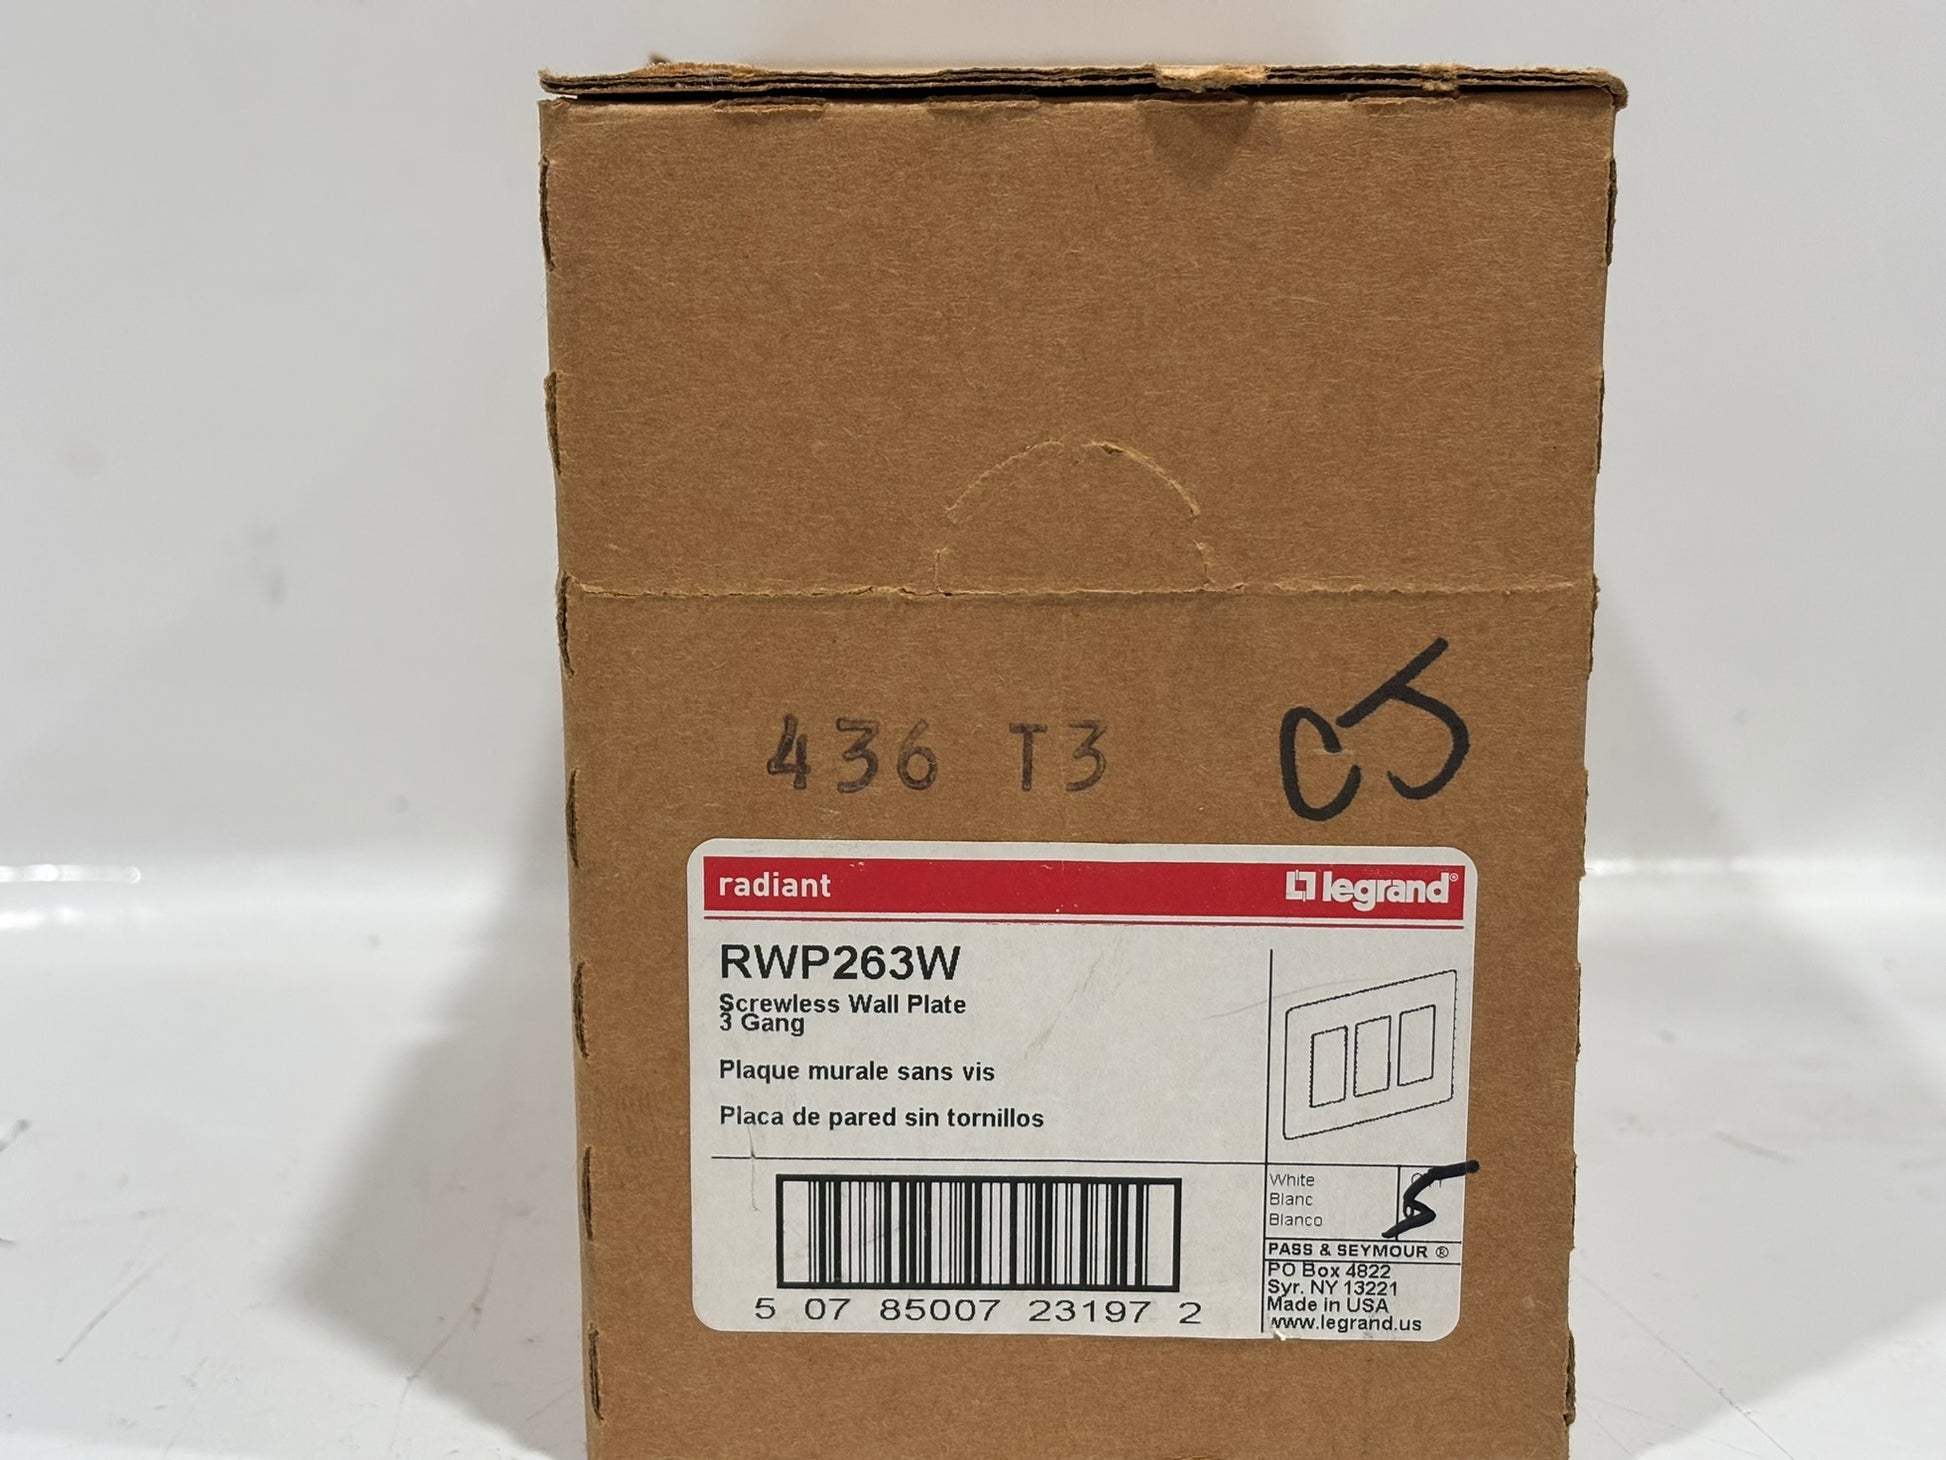 436 T3
radiant
legrand®
RWP263W
Screwless Wall Plate
3 Gang
Plaque murale sans vis
Placa de pared sin tornillos
White
Blanc
Blanco
5
PASS & SEYMOUR ®
PO Box 4822
Syr. NY 13221
Made in USA
www.legrand.us
5 07 85007 23197 2